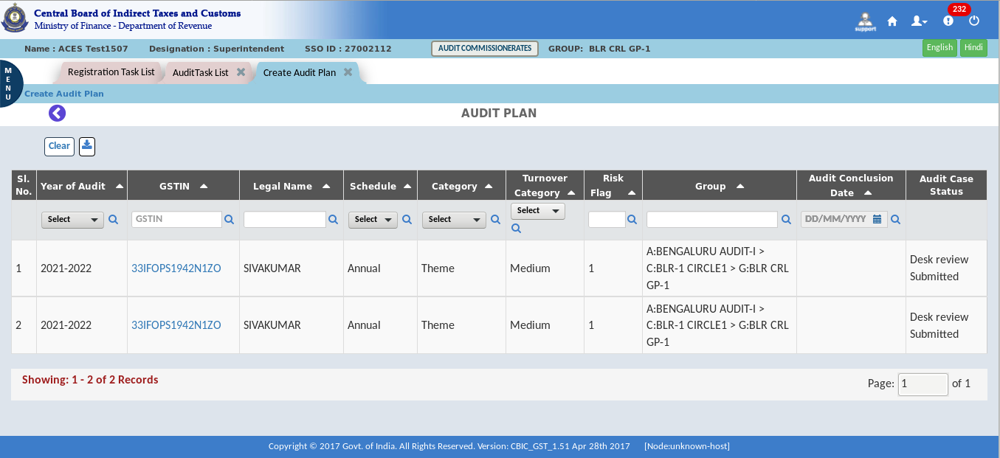 Central Board of Indirect Taxes and Customs
Ministry of Finance - Department of Revenue
232
support
Name : ACES Test1507 Designation : Superintendent SSO ID : 27002112 AUDIT COMMISSIONERATES GROUP: BLR CRL GP-1 English Hindi
MENU
Registration Task List AuditTask List Create Audit Plan
Create Audit Plan
AUDIT PLAN
Clear
Sl. No. Year of Audit GSTIN Legal Name Schedule Category Turnover Category Risk Flag Group Audit Conclusion Date Audit Case Status
Select GSTIN Select Select Select DD/MM/YYYY
1 2021-2022 33IFOPS1942N1ZO SIVAKUMAR Annual Theme Medium 1 A:BENGALURU AUDIT-I > C:BLR-1 CIRCLE1 > G:BLR CRL GP-1 Desk review Submitted
2 2021-2022 33IFOPS1942N1ZO SIVAKUMAR Annual Theme Medium 1 A:BENGALURU AUDIT-I > C:BLR-1 CIRCLE1 > G:BLR CRL GP-1 Desk review Submitted
Showing: 1 - 2 of 2 Records
Page: 1 of 1
Copyright © 2017 Govt. of India. All Rights Reserved. Version: CBIC_GST_1.51 Apr 28th 2017 [Node:unknown-host]